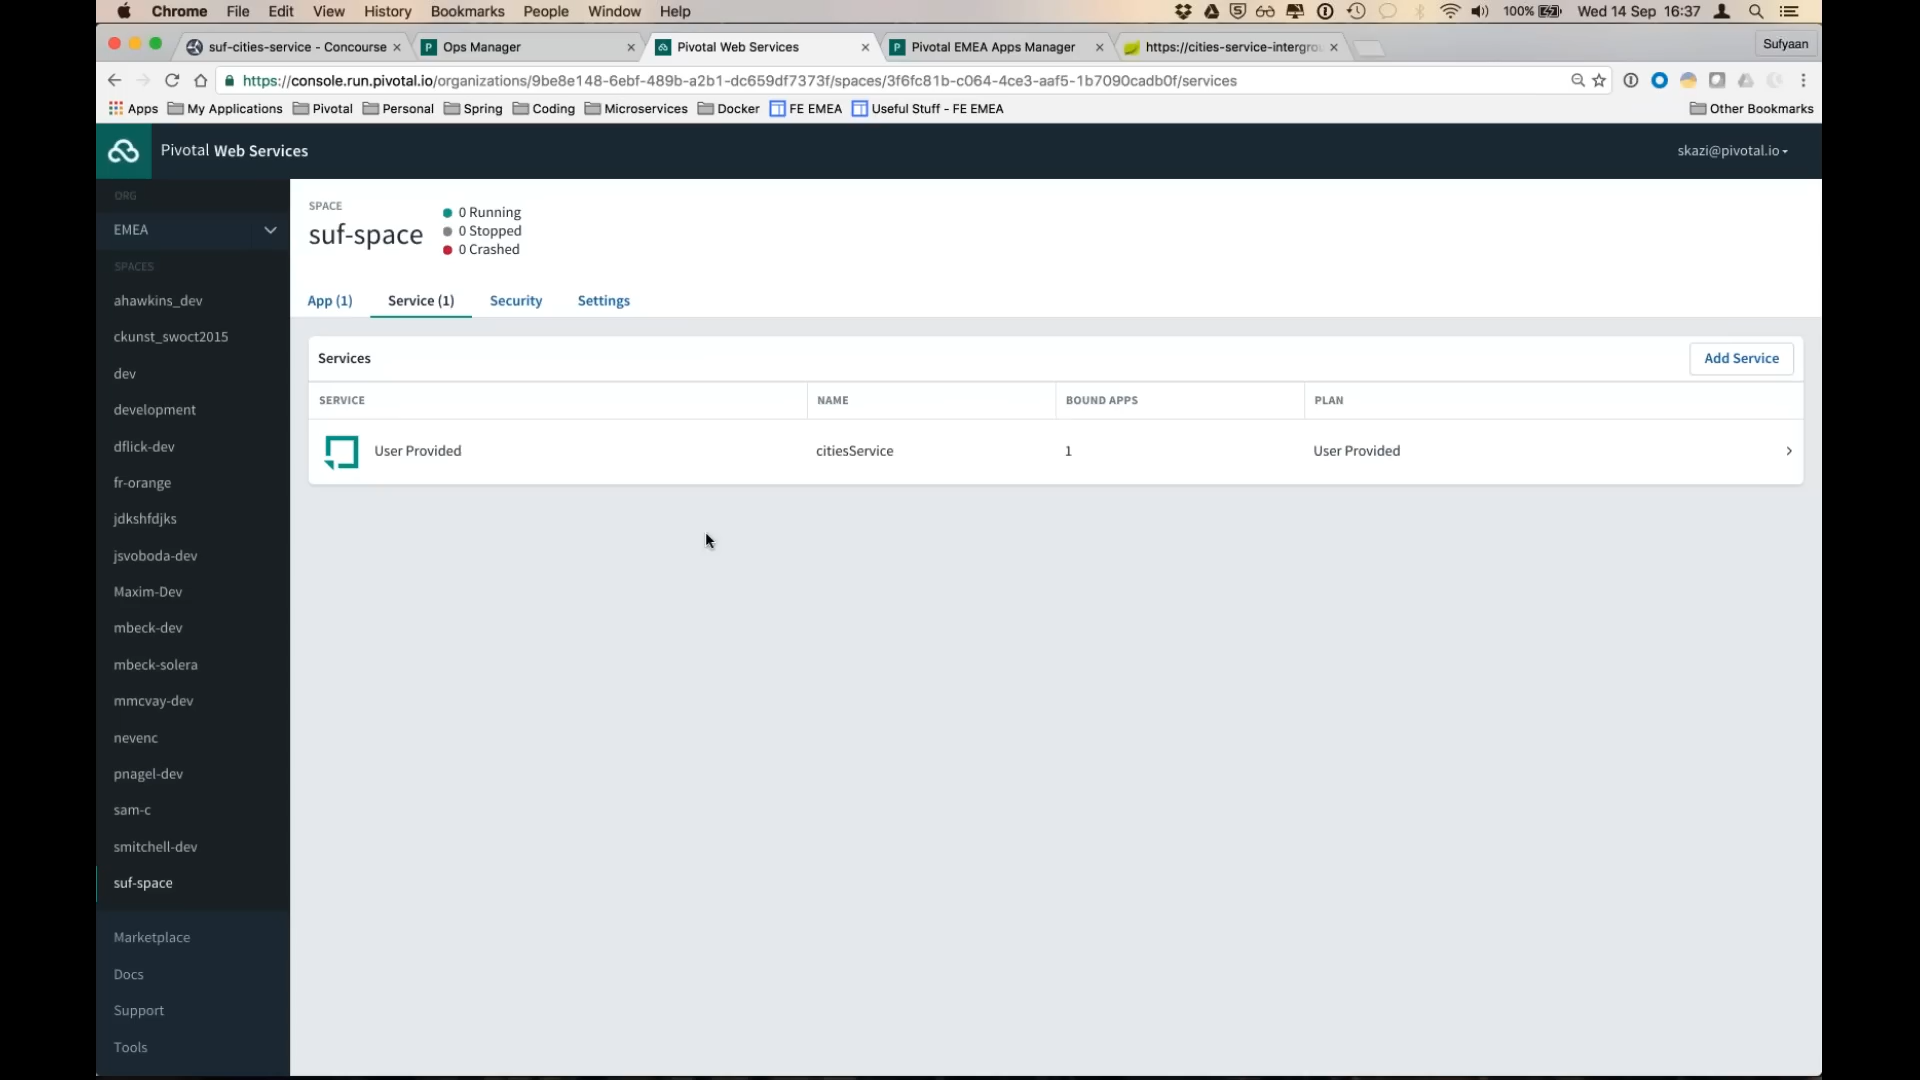 Chrome File Edit View History Bookmarks People Window Help 100% Wed 14 Sep 16:37
suf-cities-service - Concourse Ops Manager Pivotal Web Services Pivotal EMEA Apps Manager https://cities-service-intergro Sufyaan
https://console.run.pivotal.io/organizations/9be8e148-6ebf-489b-a2b1-dc659df7373f/spaces/3f6fc81b-c064-4ce3-aaf5-1b7090cadb0f/services
Apps My Applications Pivotal Personal Spring Coding Microservices Docker FE EMEA Useful Stuff - FE EMEA Other Bookmarks
Pivotal Web Services skazi@pivotal.io
ORG
EMEA
SPACES
ahawkins_dev
ckunst_swoct2015
dev
development
dflick-dev
fr-orange
jdkshfdjks
jsvoboda-dev
Maxim-Dev
mbeck-dev
mbeck-solera
mmcvay-dev
nevenc
pnagel-dev
sam-c
smitchell-dev
suf-space
Marketplace
Docs
Support
Tools
SPACE
suf-space
0 Running
0 Stopped
0 Crashed
App (1) Service (1) Security Settings
Services Add Service
SERVICE NAME BOUND APPS PLAN
User Provided citiesService 1 User Provided